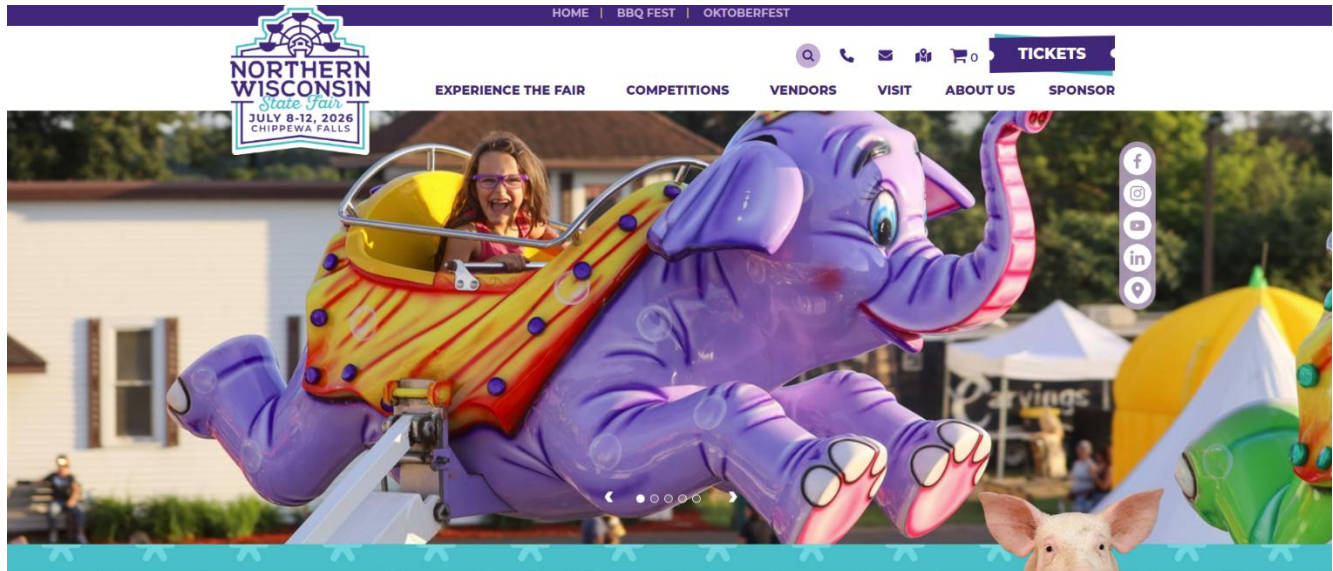 HOME | BBQ FEST | OKTOBERFEST
NORTHERN
WISCONSIN
State Fair
JULY 8-12, 2026
CHIPPEWA FALLS
0
TICKETS
EXPERIENCE THE FAIR COMPETITIONS VENDORS VISIT ABOUT US SPONSOR
f
in
Carvings